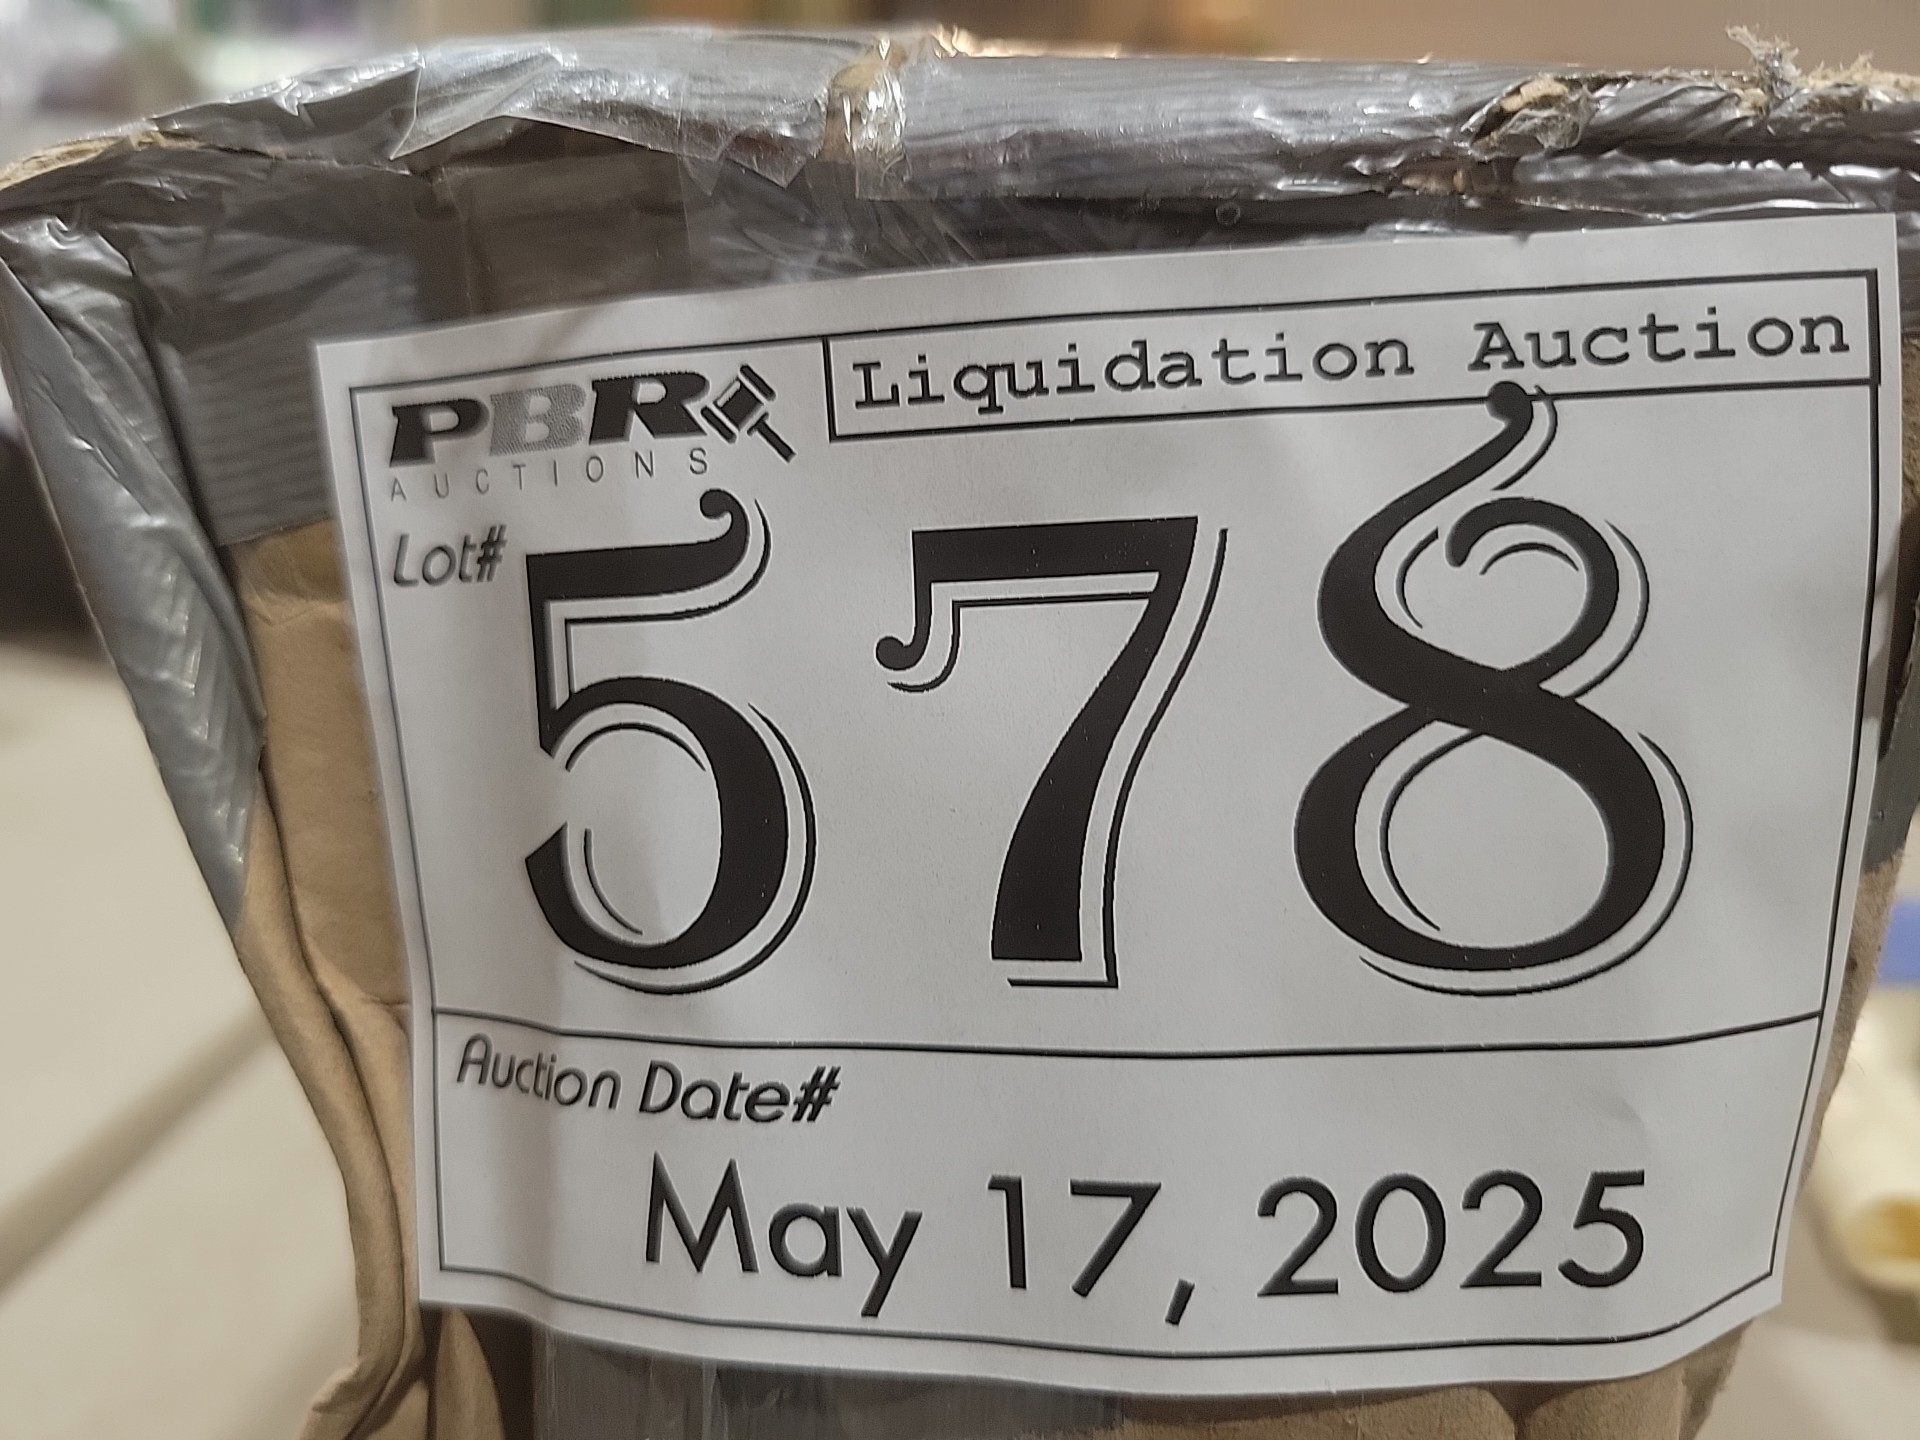 PBR
AUCTIONS
Liquidation Auction
Lot#
578
Auction Date#
May 17, 2025